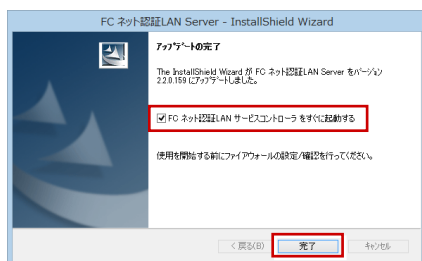 FC ネット認証LAN Server - InstallShield Wizard
アップデートの完了
The InstallShield Wizard が FC ネット認証LAN Server をバージョン
2.2.0.159 にアップデートしました。
FC ネット認証LAN サービスコントローラ をすぐに起動する
使用を開始する前にファイアウォールの設定/確認を行ってください。
< 戻る(B)
完了
キャンセル